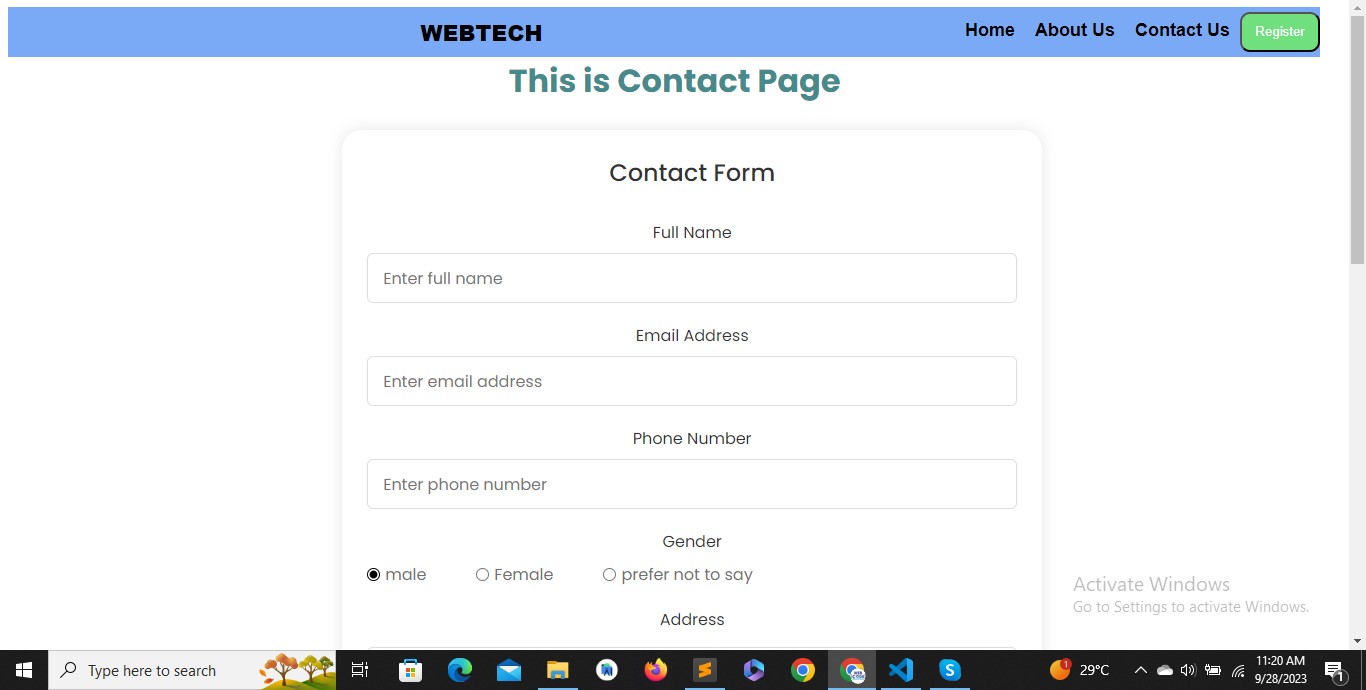 WEBTECH
Home About Us Contact Us Register
This is Contact Page
Contact Form
Full Name
Enter full name
Email Address
Enter email address
Phone Number
Enter phone number
Gender
male Female prefer not to say
Address
Activate Windows
Go to Settings to activate Windows.
Type here to search
1 29°C
11:20 AM
9/28/2023
1